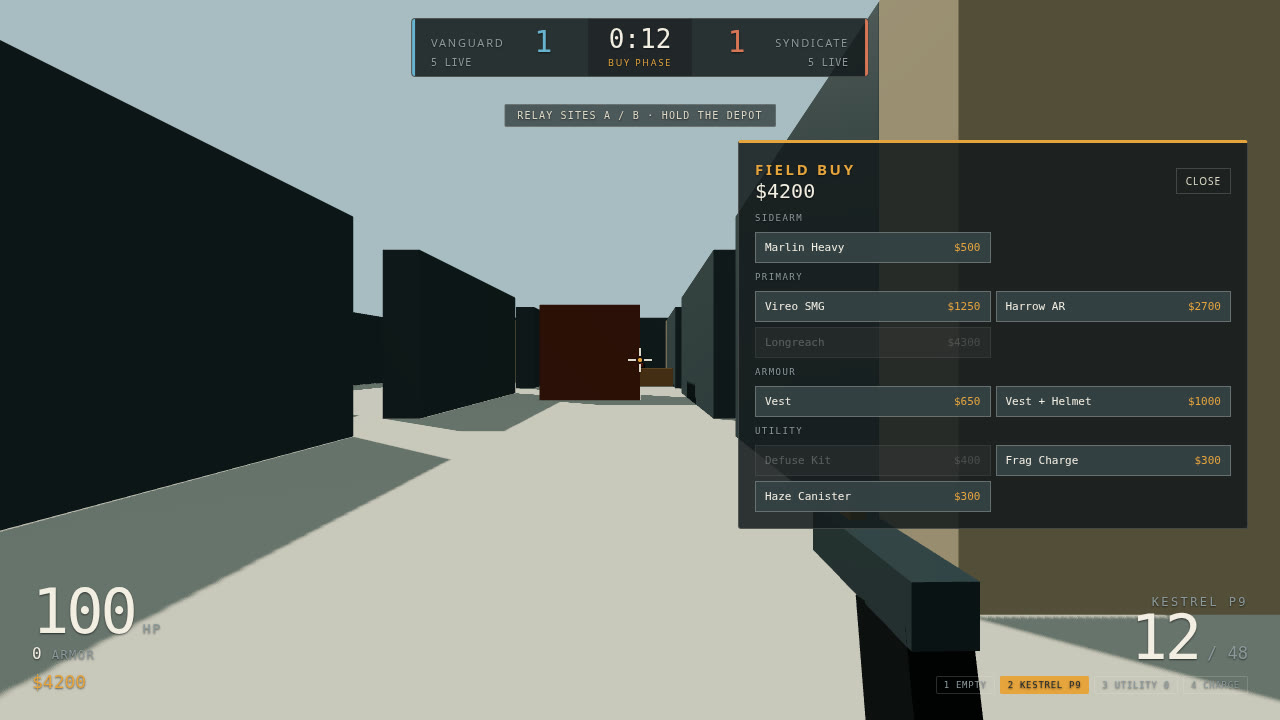 VANGUARD 1 0:12 1 SYNDICATE
5 LIVE BUY PHASE 5 LIVE
RELAY SITES A / B · HOLD THE DEPOT
FIELD BUY
$4200
CLOSE
SIDEARM
Marlin Heavy $500
PRIMARY
Vireo SMG $1250 Harrow AR $2700
Longreach $4300
ARMOUR
Vest $650 Vest + Helmet $1000
UTILITY
Defuse Kit $400 Frag Charge $300
Haze Canister $300
100 HP
0 ARMOR
$4200
KESTREL P9
12 / 48
1 EMPTY 2 KESTREL P9 3 UTILITY 0 4 CHARGE